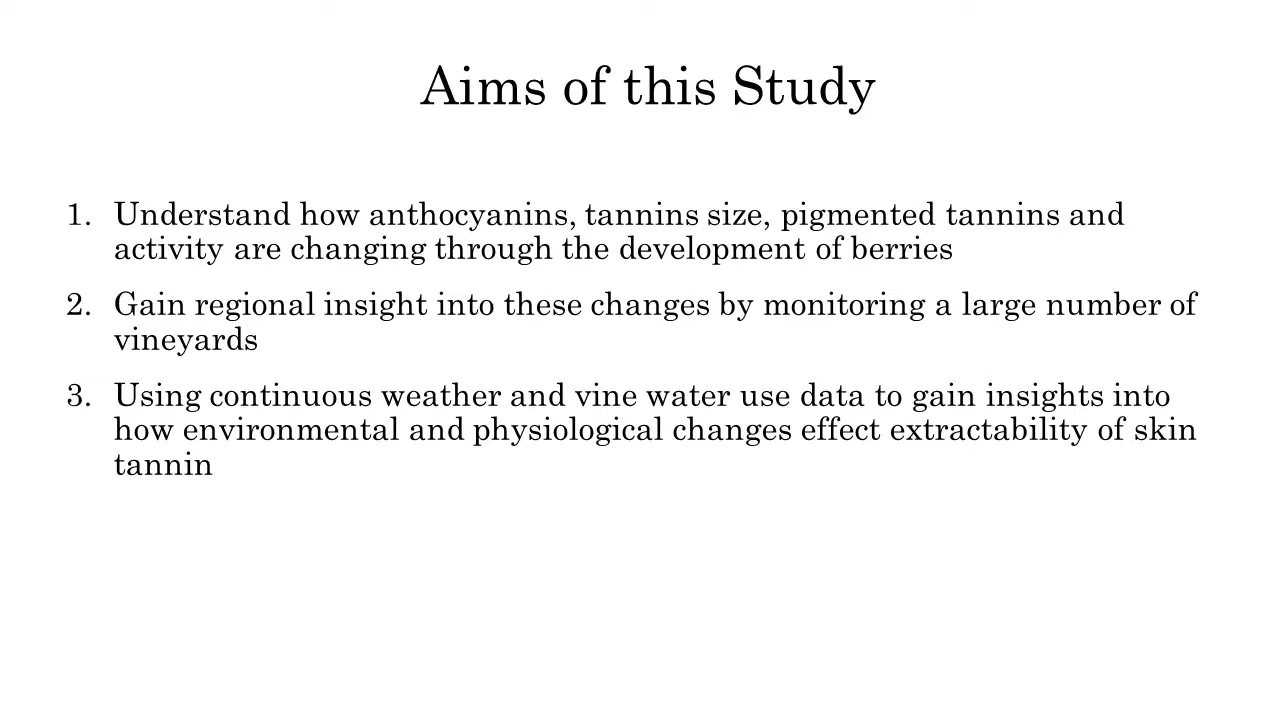 Aims of this Study
1. Understand how anthocyanins, tannins size, pigmented tannins and
activity are changing through the development of berries
2. Gain regional insight into these changes by monitoring a large number of
vineyards
3. Using continuous weather and vine water use data to gain insights into
how environmental and physiological changes effect extractability of skin
tannin